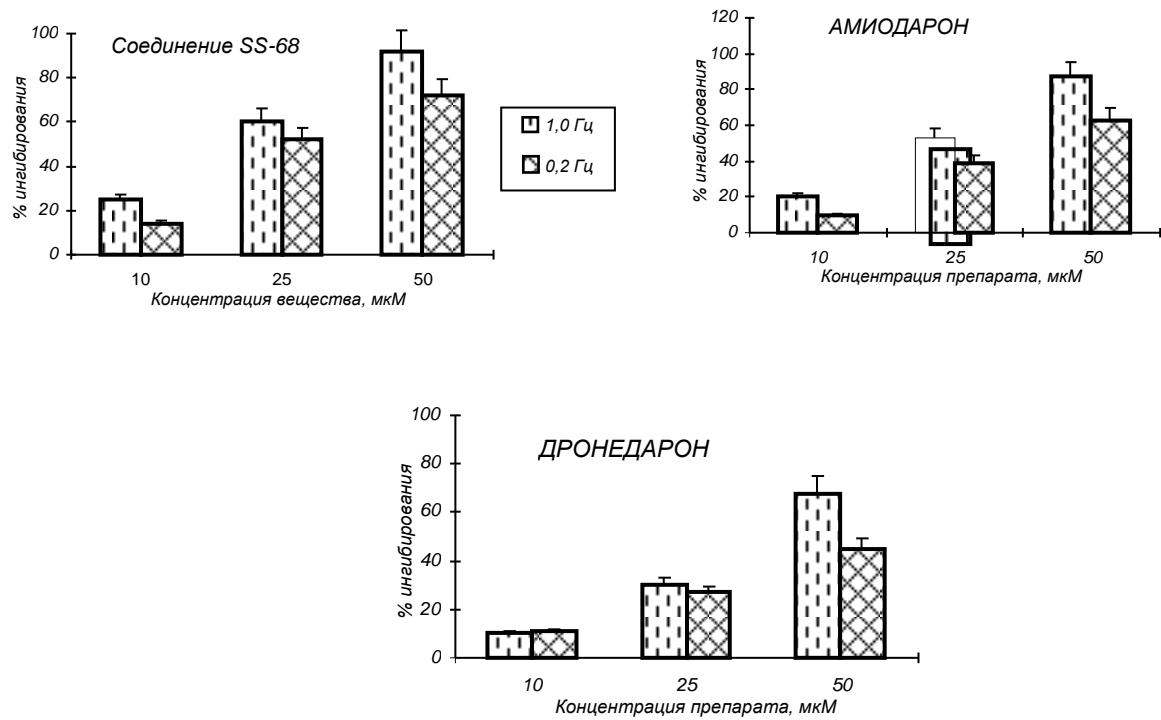 Соединение SS-68
% ингибирования
100
80
60
40
20
0
10 25 50
Концентрация вещества, мкМ
1,0 Гц
0,2 Гц
АМИОДАРОН
% ингибирования
120
100
80
60
40
20
0
10 25 50
Концентрация препарата, мкМ
ДРОНЕДАРОН
% ингибирования
100
80
60
40
20
0
10 25 50
Концентрация препарата, мкМ